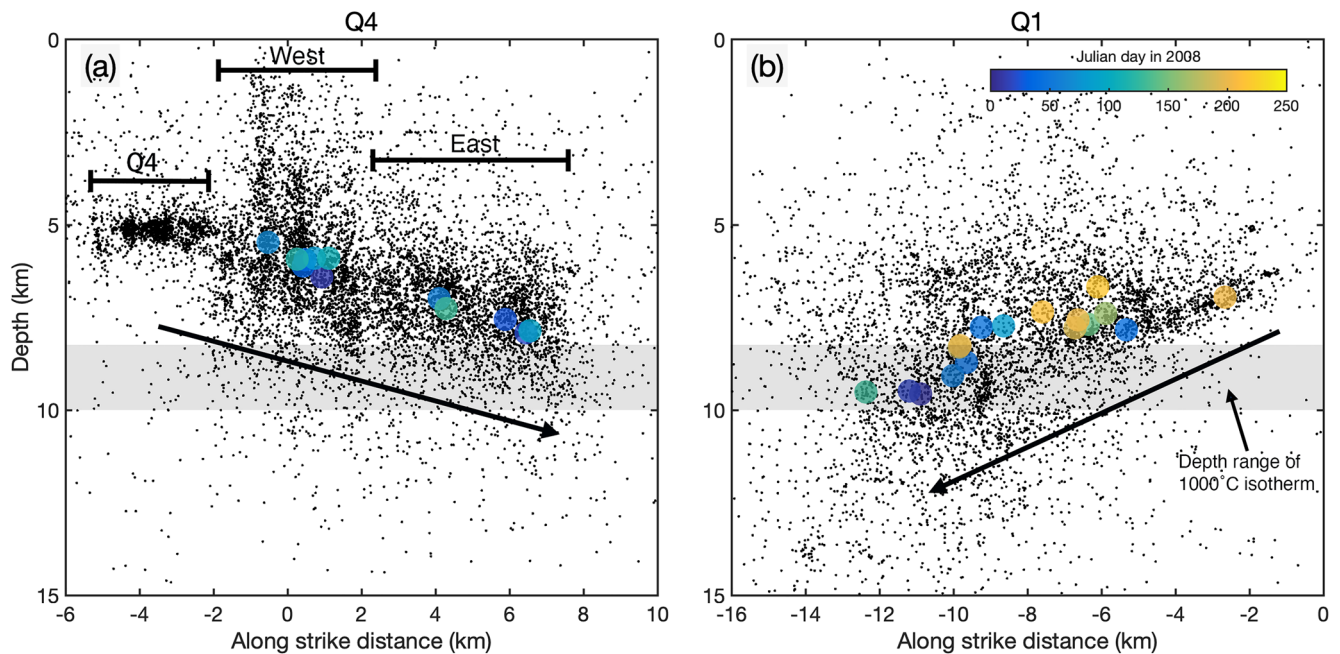 Q4
Q1
(a)
(b)
West
East
Q4
Julian day in 2008
0 50 100 150 200 250
Depth range of
1000°C isotherm
Depth (km)
0
5
10
15
0
5
10
15
-6 -4 -2 0 2 4 6 8 10
-16 -14 -12 -10 -8 -6 -4 -2 0
Along strike distance (km)
Along strike distance (km)